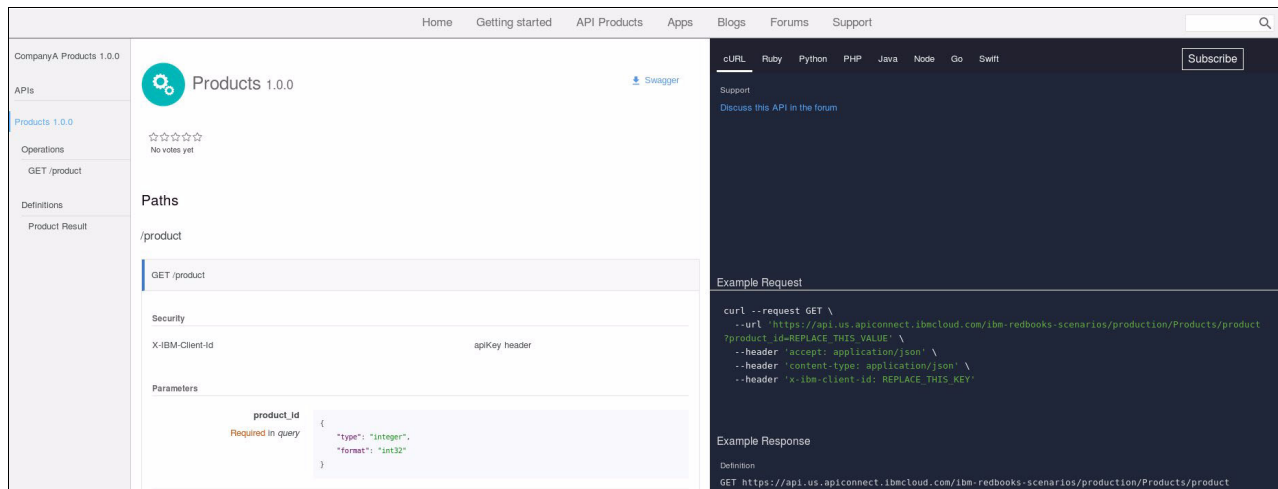 Home Getting started API Products Apps Blogs Forums Support
CompanyA Products 1.0.0
APIs
Products 1.0.0
Operations
GET /product
Definitions
Product Result
Products 1.0.0
Swagger
No votes yet
Paths
/product
GET /product
Security
X-IBM-Client-Id apiKey header
Parameters
product_id
Required in query
{
"type": "integer",
"format": "int32"
}
cURL Ruby Python PHP Java Node Go Swift Subscribe
Support
Discuss this API in the forum
Example Request
curl --request GET \
--url 'https://api.us.apiconnect.ibmcloud.com/ibm-redbooks-scenarios/production/Products/product
?product_id=REPLACE_THIS_VALUE' \
--header 'accept: application/json' \
--header 'content-type: application/json' \
--header 'x-ibm-client-id: REPLACE_THIS_KEY'
Example Response
Definition
GET https://api.us.apiconnect.ibmcloud.com/ibm-redbooks-scenarios/production/Products/product